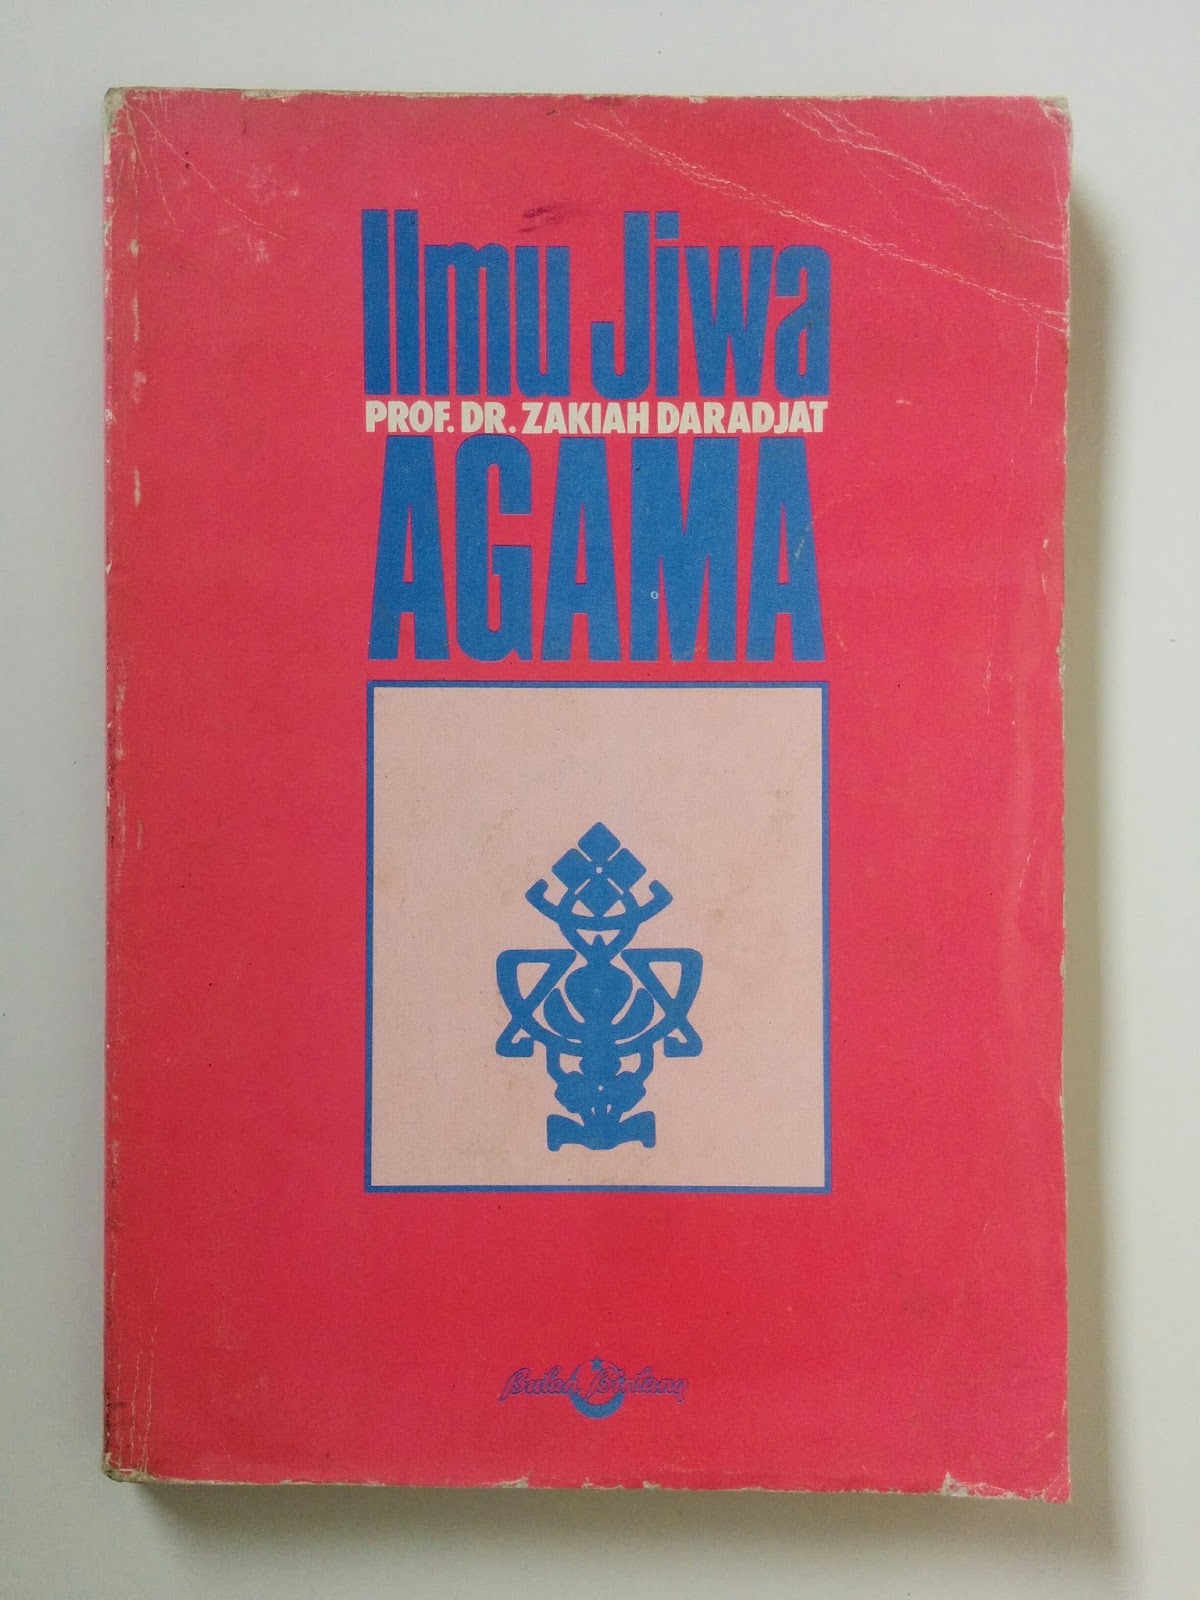 Ilmu Jiwa
PROF. DR. ZAKIAH DARADJAT
AGAMA
Bulan Bintang